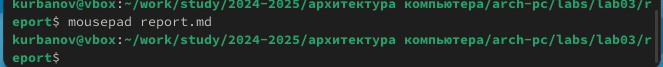 kurbanov@vbox:~/work/study/2024-2025/архитектура компьютера/arch-pc/labs/lab03/r
eport$ mousepad report.md
kurbanov@vbox:~/work/study/2024-2025/архитектура компьютера/arch-pc/labs/lab03/r
eport$